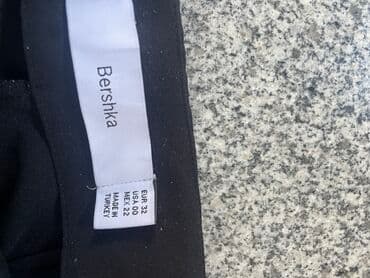 Bershka
EUR 32
USA 00
MEX 22
MADE IN
TURKEY